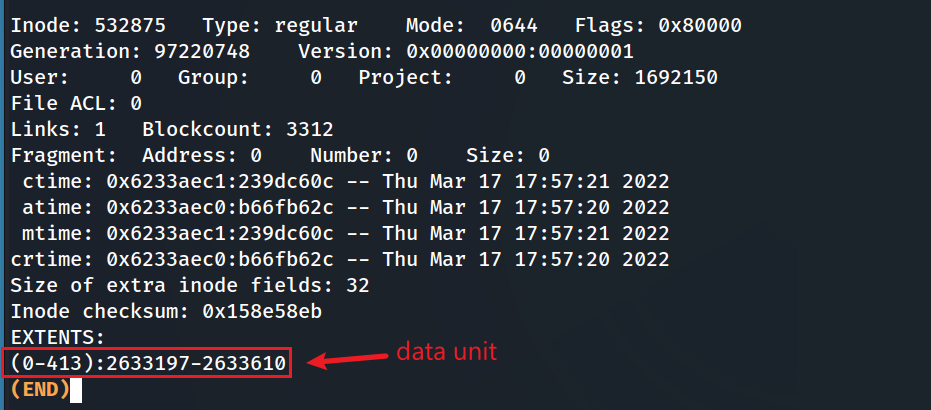 Inode: 532875   Type: regular    Mode:  0644   Flags: 0x80000
Generation: 97220748    Version: 0x00000000:00000001
User:     0   Group:     0   Project:     0   Size: 1692150
File ACL: 0
Links: 1   Blockcount: 3312
Fragment:  Address: 0    Number: 0    Size: 0
 ctime: 0x6233aec1:239dc60c -- Thu Mar 17 17:57:21 2022
 atime: 0x6233aec0:b66fb62c -- Thu Mar 17 17:57:20 2022
 mtime: 0x6233aec1:239dc60c -- Thu Mar 17 17:57:21 2022
crtime: 0x6233aec0:b66fb62c -- Thu Mar 17 17:57:20 2022
Size of extra inode fields: 32
Inode checksum: 0x158e58eb
EXTENTS:
(0-413):2633197-2633610
data unit
(END)